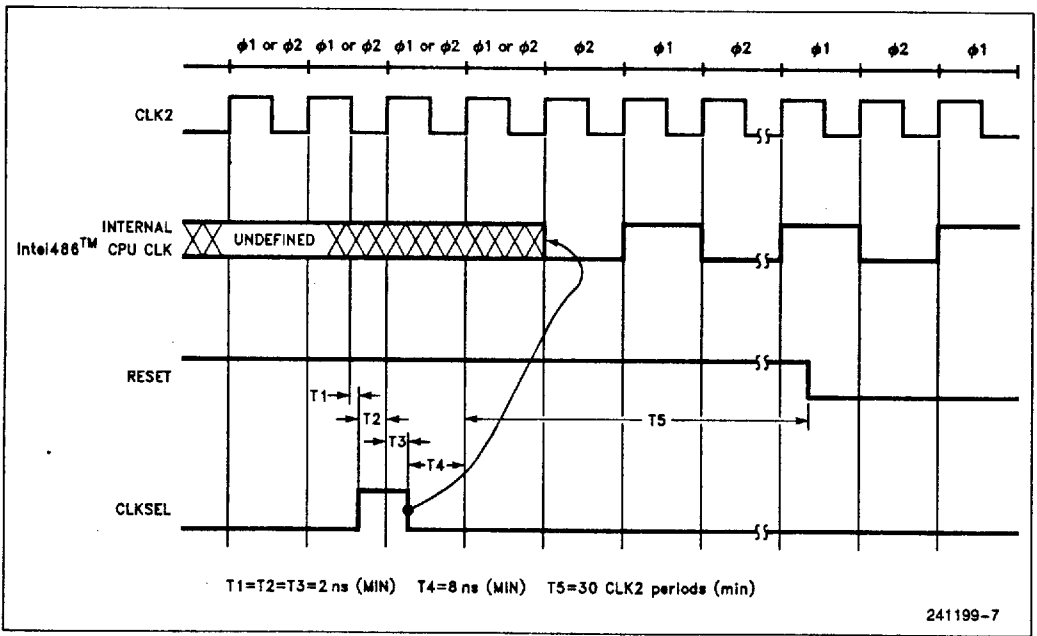 ϕ1 or ϕ2 ϕ1 or ϕ2 ϕ1 or ϕ2 ϕ1 or ϕ2 ϕ2 ϕ1 ϕ2 ϕ1 ϕ2 ϕ1
CLK2
INTERNAL
Intel486™ CPU CLK
UNDEFINED
RESET
T1
T2
T3
T4
T5
CLKSEL
T1=T2=T3=2 ns (MIN) T4=8 ns (MIN) T5=30 CLK2 periods (min)
241199-7